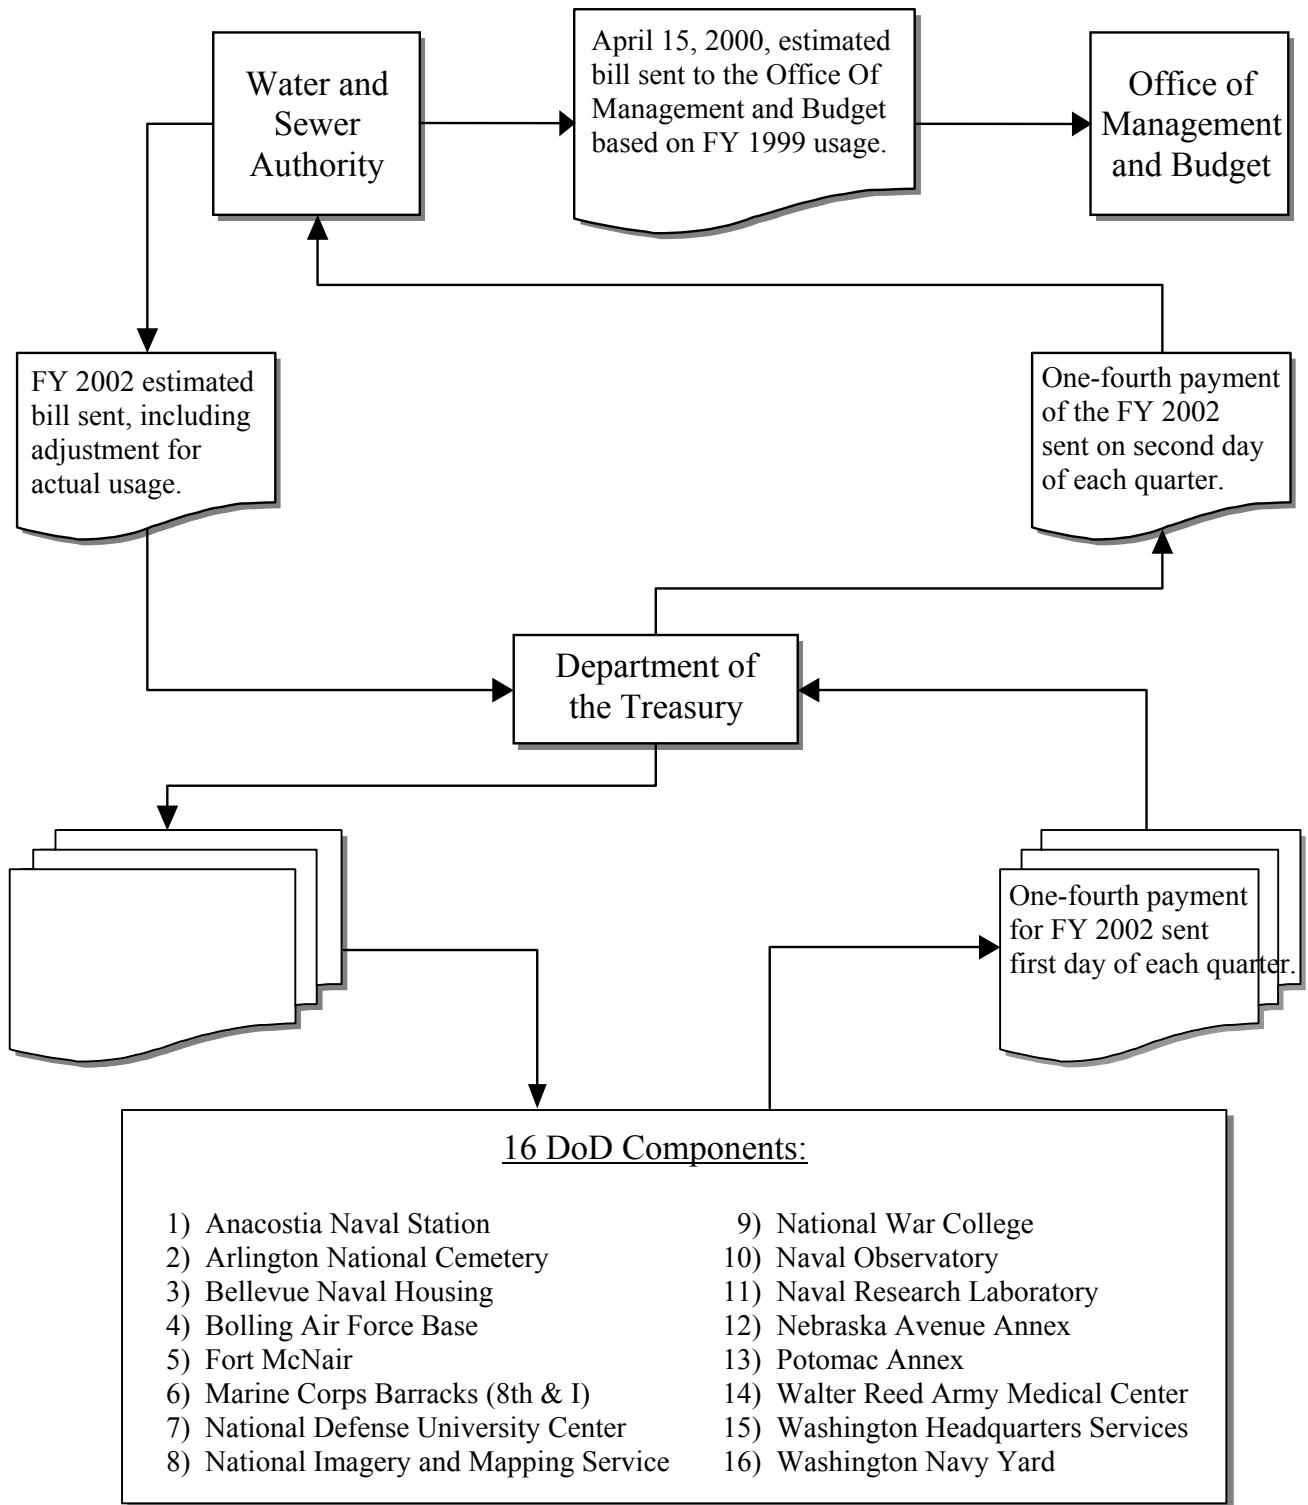 Water and
Sewer
Authority
April 15, 2000, estimated
bill sent to the Office Of
Management and Budget
based on FY 1999 usage.
Office of
Management
and Budget
FY 2002 estimated
bill sent, including
adjustment for
actual usage.
One-fourth payment
of the FY 2002
sent on second day
of each quarter.
Department of
the Treasury
One-fourth payment
for FY 2002 sent
first day of each quarter.
16 DoD Components:
1) Anacostia Naval Station
2) Arlington National Cemetery
3) Bellevue Naval Housing
4) Bolling Air Force Base
5) Fort McNair
6) Marine Corps Barracks (8th & I)
7) National Defense University Center
8) National Imagery and Mapping Service
9) National War College
10) Naval Observatory
11) Naval Research Laboratory
12) Nebraska Avenue Annex
13) Potomac Annex
14) Walter Reed Army Medical Center
15) Washington Headquarters Services
16) Washington Navy Yard